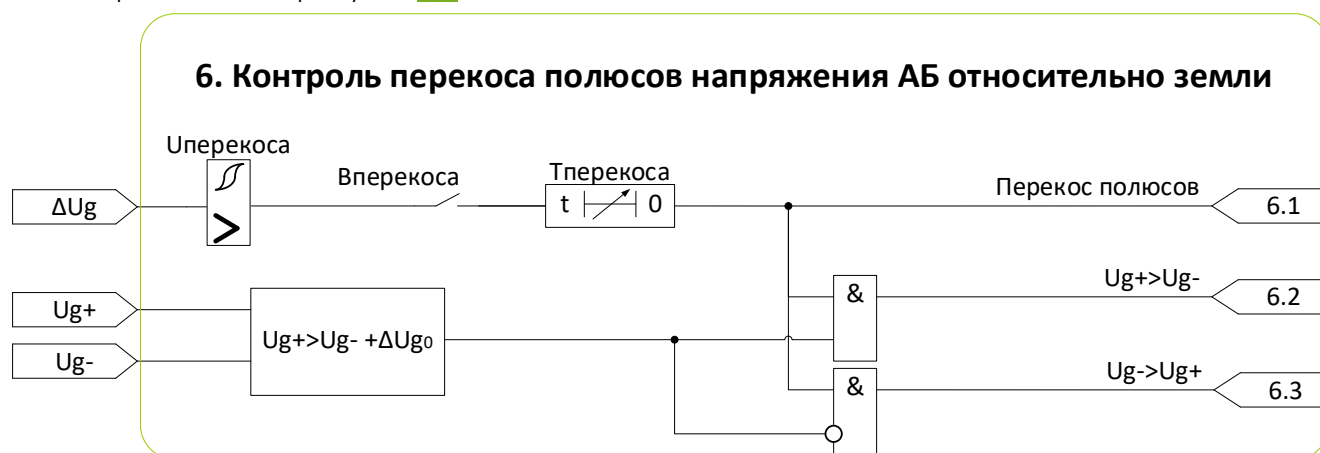 6. Контроль перекоса полюсов напряжения АБ относительно земли
Uперекоса
Вперекоса
Tперекоса
ΔUg
>
t
0
Перекос полюсов
6.1
Ug+
Ug-
Ug+>Ug- +ΔUg0
&
Ug+>Ug-
6.2
&
Ug->Ug+
6.3